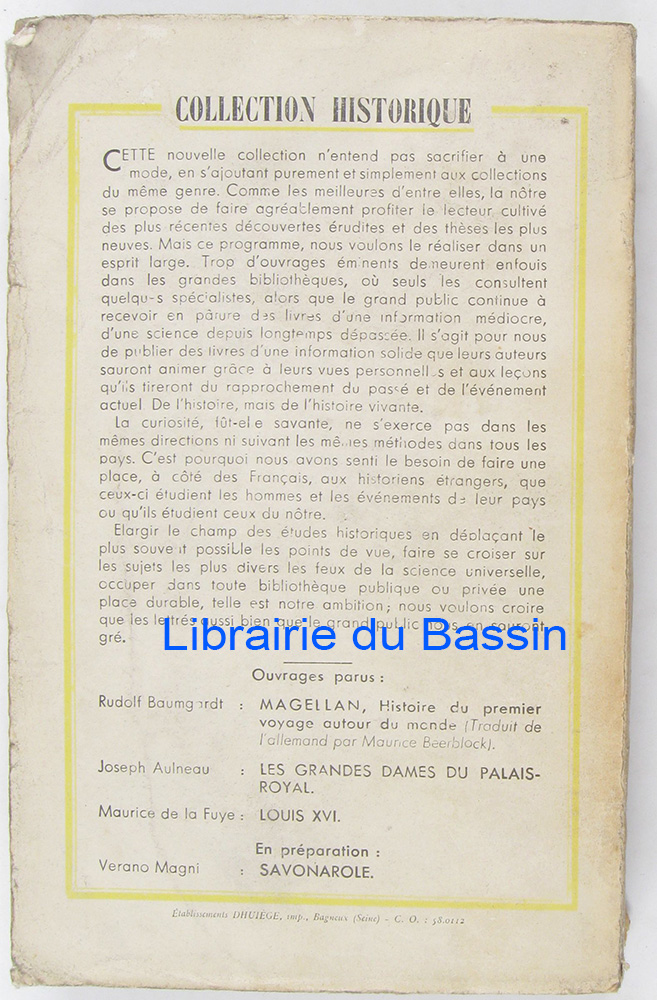 COLLECTION HISTORIQUE
CETTE nouvelle collection n'entend pas sacrifier à une
mode, en s'ajoutant purement et simplement aux collections
du même genre. Comme les meilleures d'entre elles, la nôtre
se propose de faire agréablement profiter le lecteur cultivé
des plus récentes découvertes érudites et des thèses les plus
neuves. Mais ce programme, nous voulons le réaliser dans un
esprit large. Trop d'ouvrages éminents demeurent enfouis
dans les grandes bibliothèques, où seuls les consultent
quelques spécialistes, alors que le grand public continue à
recevoir en pâture des livres d'une information médiocre,
d'une science depuis longtemps dépassée. Il s'agit pour nous
de publier des livres d'une information solide que leurs auteurs
sauront animer grâce à leurs vues personnelles et aux leçons
qu'ils tireront du rapprochement du passé et de l'événement
actuel. De l'histoire, mais de l'histoire vivante.
La curiosité, fût-elle savante, ne s'exerce pas dans les
mêmes directions ni suivant les mêmes méthodes dans tous les
pays. C'est pourquoi nous avons senti le besoin de faire une
place, à côté des Français, aux historiens étrangers, que
ceux-ci étudient les hommes et les événements de leur pays
ou qu'ils étudient ceux du nôtre.
Elargir le champ des études historiques en déplaçant le
plus souvent possible les points de vue, faire se croiser sur
les sujets les plus divers les feux de la science universelle,
occuper dans toute bibliothèque publique ou privée une
place durable, telle est notre ambition ; nous voulons croire
que les lettrés aussi bien que le grand public nous en sauront
gré.
Librairie du Bassin
Ouvrages parus :
Rudolf Baumgardt : MAGELLAN, Histoire du premier
voyage autour du monde (Traduit de
l'allemand par Maurice Beerblock).
Joseph Aulneau : LES GRANDES DAMES DU PALAIS-
ROYAL.
Maurice de la Fuye : LOUIS XVI.
En préparation :
Verano Magni : SAVONAROLE.
Établissements DHUIÈGE, imp., Bagneux (Seine) - C. O. : 58.0112